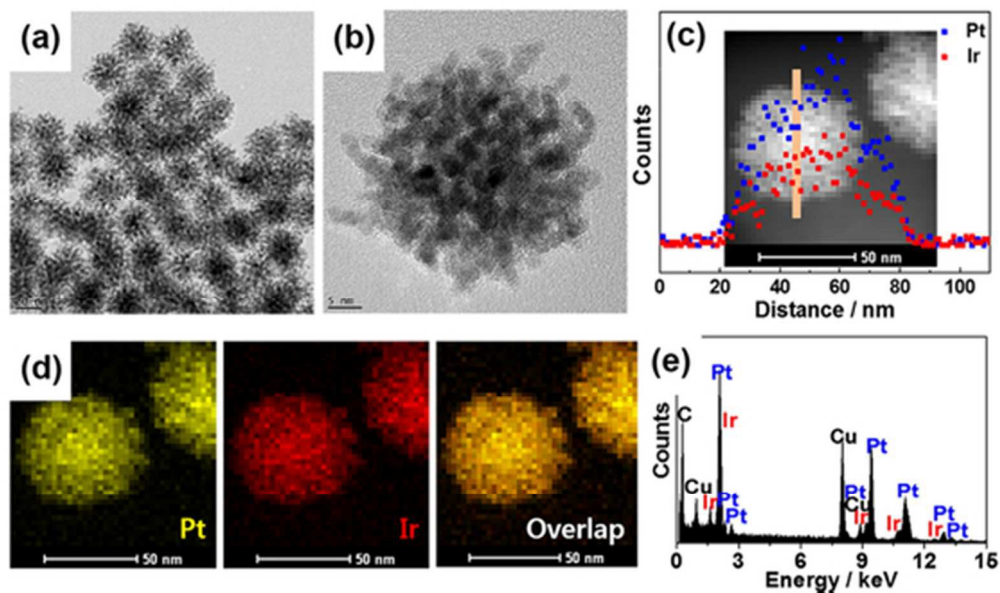 (a)
(b)
5 nm
(c)
Pt
Ir
Counts
50 nm
0 20 40 60 80 100
Distance / nm
(d)
Pt
50 nm
Ir
50 nm
Overlap
50 nm
(e)
Counts
C
Cu
Ir
Pt
Ir
Pt
Pt
Cu
Pt
Cu
Ir
Pt
Ir
Pt
Ir
Pt
Pt
0 3 6 9 12 15
Energy / keV